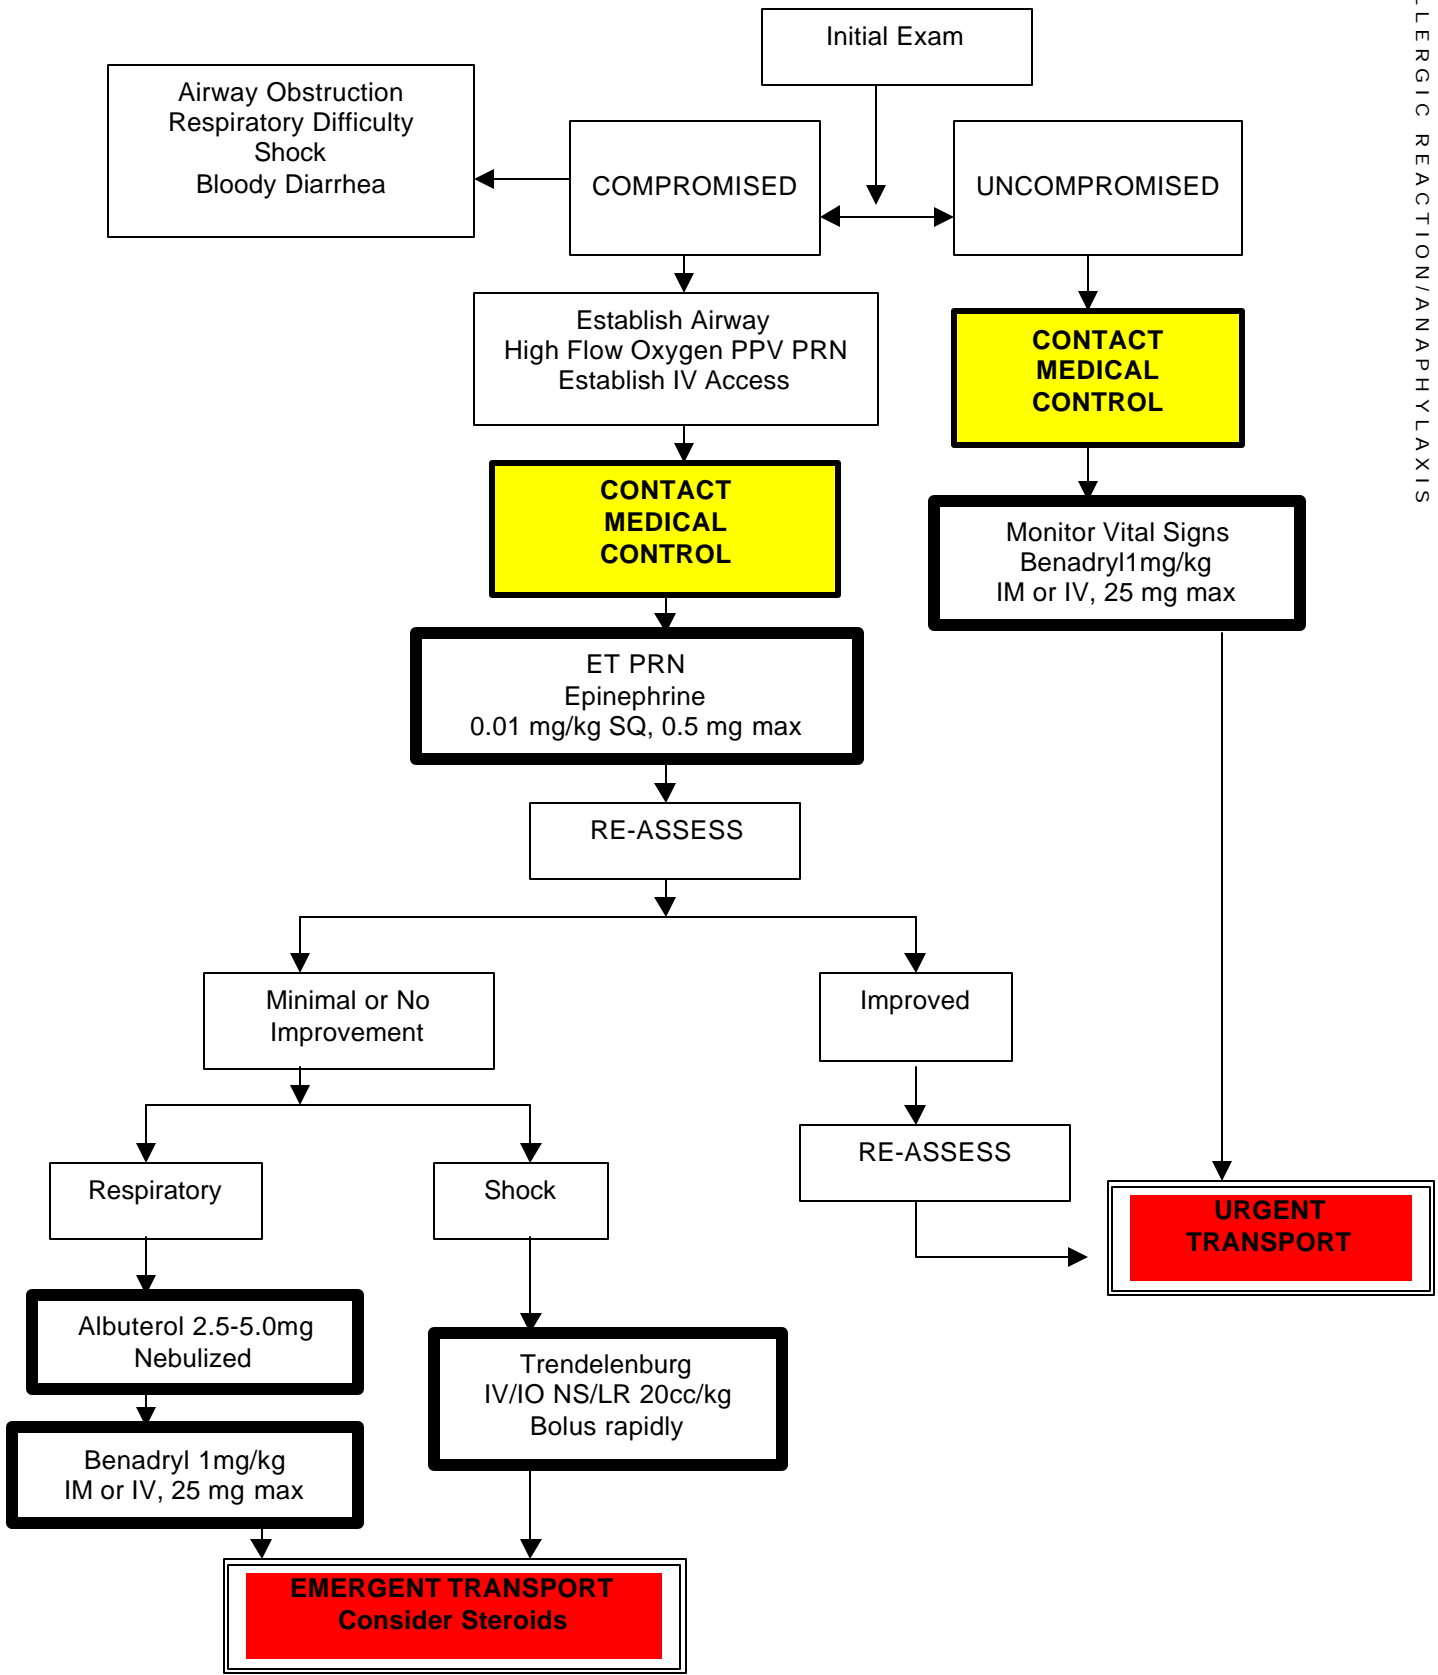 LLERGIC REACTION/ANAPHYLAXIS
Initial Exam
Airway Obstruction
Respiratory Difficulty
Shock
Bloody Diarrhea
COMPROMISED
UNCOMPROMISED
Establish Airway
High Flow Oxygen PPV PRN
Establish IV Access
CONTACT
MEDICAL
CONTROL
CONTACT
MEDICAL
CONTROL
Monitor Vital Signs
Benadryl1mg/kg
IM or IV, 25 mg max
ET PRN
Epinephrine
0.01 mg/kg SQ, 0.5 mg max
RE-ASSESS
Minimal or No
Improvement
Improved
RE-ASSESS
Respiratory
Shock
URGENT
TRANSPORT
Albuterol 2.5-5.0mg
Nebulized
Trendelenburg
IV/IO NS/LR 20cc/kg
Bolus rapidly
Benadryl 1mg/kg
IM or IV, 25 mg max
EMERGENT TRANSPORT
Consider Steroids